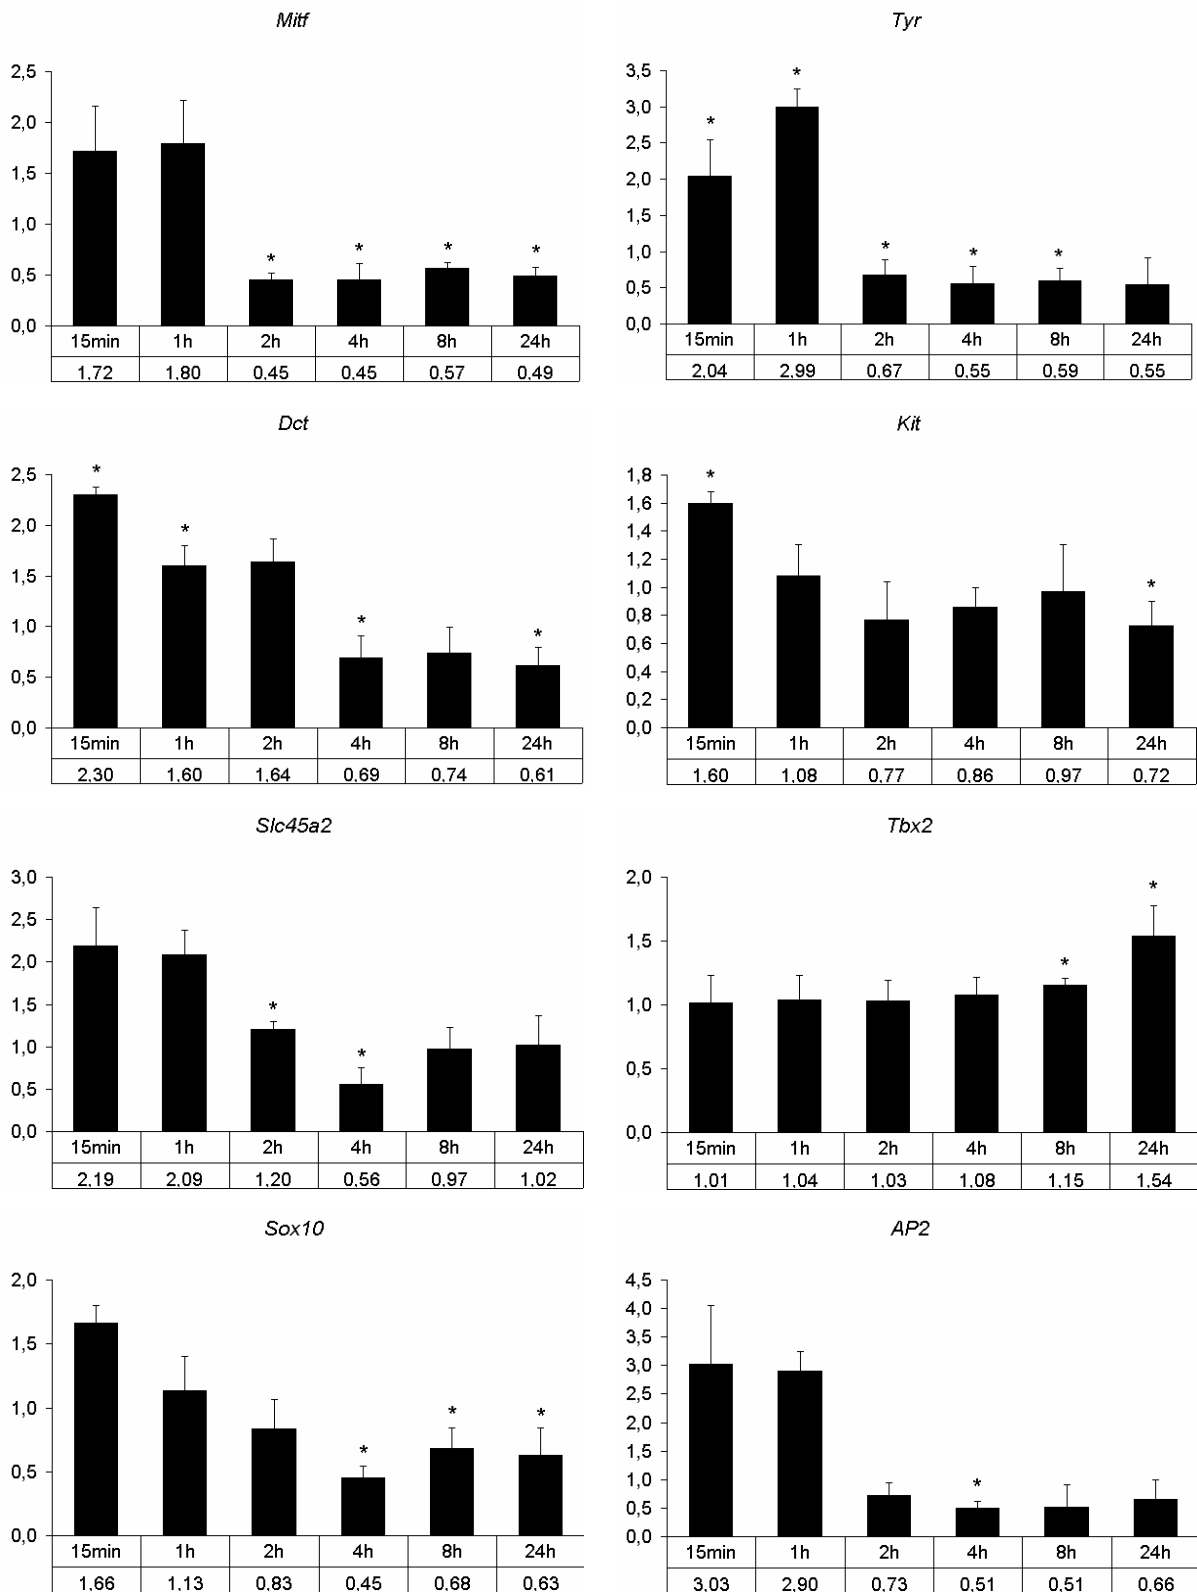 Mitf
2,5
2,0
1,5
1,0
0,5
0,0
* * * *
15min 1h 2h 4h 8h 24h
1,72 1,80 0,45 0,45 0,57 0,49
Tyr
3,5
3,0
2,5
2,0
1,5
1,0
0,5
0,0
* * * * *
15min 1h 2h 4h 8h 24h
2,04 2,99 0,67 0,55 0,59 0,55
Dct
2,5
2,0
1,5
1,0
0,5
0,0
* * * *
15min 1h 2h 4h 8h 24h
2,30 1,60 1,64 0,69 0,74 0,61
Kit
1,8
1,6
1,4
1,2
1,0
0,8
0,6
0,4
0,2
0,0
* *
15min 1h 2h 4h 8h 24h
1,60 1,08 0,77 0,86 0,97 0,72
Slc45a2
3,0
2,5
2,0
1,5
1,0
0,5
0,0
* *
15min 1h 2h 4h 8h 24h
2,19 2,09 1,20 0,56 0,97 1,02
Tbx2
2,0
1,5
1,0
0,5
0,0
* *
15min 1h 2h 4h 8h 24h
1,01 1,04 1,03 1,08 1,15 1,54
Sox10
2,0
1,5
1,0
0,5
0,0
* * *
15min 1h 2h 4h 8h 24h
1,66 1,13 0,83 0,45 0,68 0,63
AP2
4,5
4,0
3,5
3,0
2,5
2,0
1,5
1,0
0,5
0,0
*
15min 1h 2h 4h 8h 24h
3,03 2,90 0,73 0,51 0,51 0,66